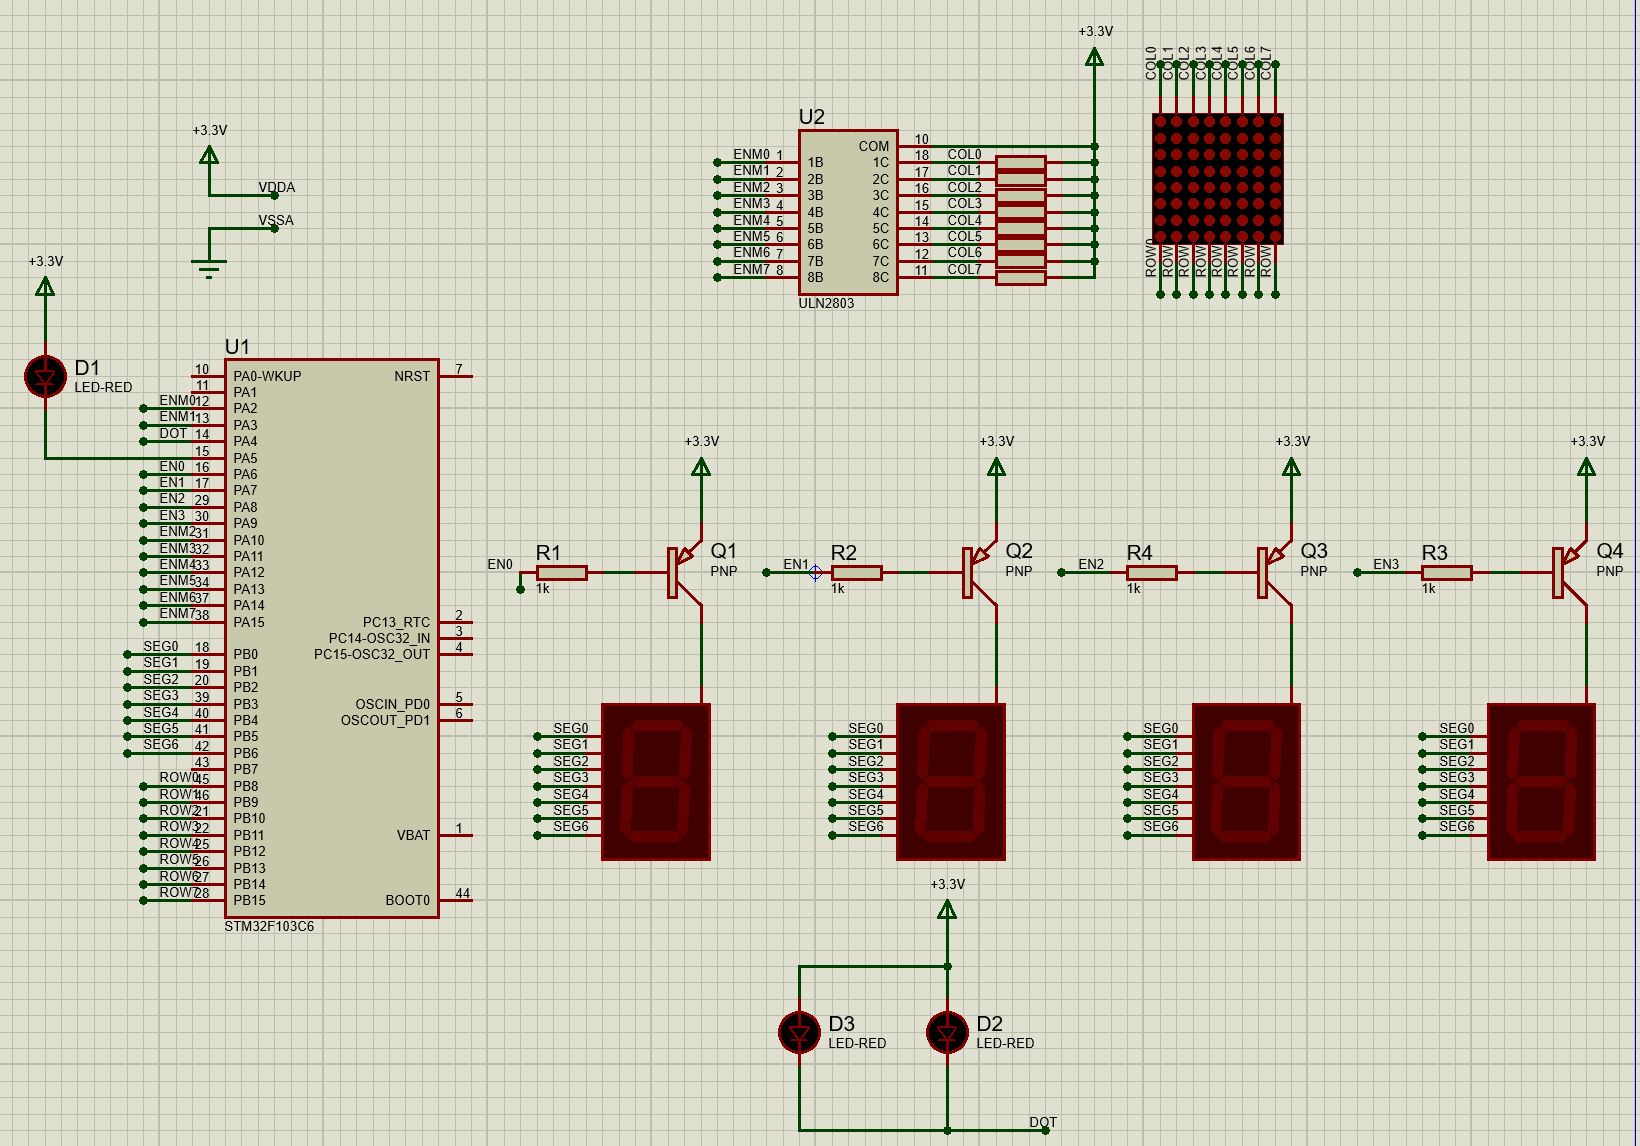 +3.3V
COL0
COL1
COL2
COL3
COL4
COL5
COL6
COL7
U2
ENM0 1 1B
ENM1 2 2B
ENM2 3 3B
ENM3 4 4B
ENM4 5 5B
ENM5 6 6B
ENM6 7 7B
ENM7 8 8B
COM 10
1C 18 COL0
2C 17 COL1
3C 16 COL2
4C 15 COL3
5C 14 COL4
6C 13 COL5
7C 12 COL6
8C 11 COL7
ULN2803
ROW0
ROW
ROW
ROW
ROW
ROW
ROW
ROW
+3.3V
VDDA
VSSA
+3.3V
D1
LED-RED
U1
10 PA0-WKUP
11 PA1
ENM0 12 PA2
ENM1 13 PA3
DOT 14 PA4
15 PA5
EN0 16 PA6
EN1 17 PA7
EN2 29 PA8
EN3 30 PA9
ENM2 31 PA10
ENM3 32 PA11
ENM4 33 PA12
ENM5 34 PA13
ENM6 37 PA14
ENM7 38 PA15
SEG0 18 PB0
SEG1 19 PB1
SEG2 20 PB2
SEG3 39 PB3
SEG4 40 PB4
SEG5 41 PB5
SEG6 42 PB6
43 PB7
ROW0 45 PB8
ROW1 46 PB9
ROW2 21 PB10
ROW3 22 PB11
ROW4 25 PB12
ROW5 26 PB13
ROW6 27 PB14
ROW7 28 PB15
NRST 7
PC13_RTC 2
PC14-OSC32_IN 3
PC15-OSC32_OUT 4
OSCIN_PD0 5
OSCOUT_PD1 6
VBAT 1
BOOT0 44
STM32F103C6
+3.3V
EN0
R1
1k
Q1
PNP
SEG0
SEG1
SEG2
SEG3
SEG4
SEG5
SEG6
+3.3V
EN1
R2
1k
Q2
PNP
SEG0
SEG1
SEG2
SEG3
SEG4
SEG5
SEG6
+3.3V
EN2
R4
1k
Q3
PNP
SEG0
SEG1
SEG2
SEG3
SEG4
SEG5
SEG6
+3.3V
EN3
R3
1k
Q4
PNP
SEG0
SEG1
SEG2
SEG3
SEG4
SEG5
SEG6
+3.3V
D3
LED-RED
D2
LED-RED
DOT